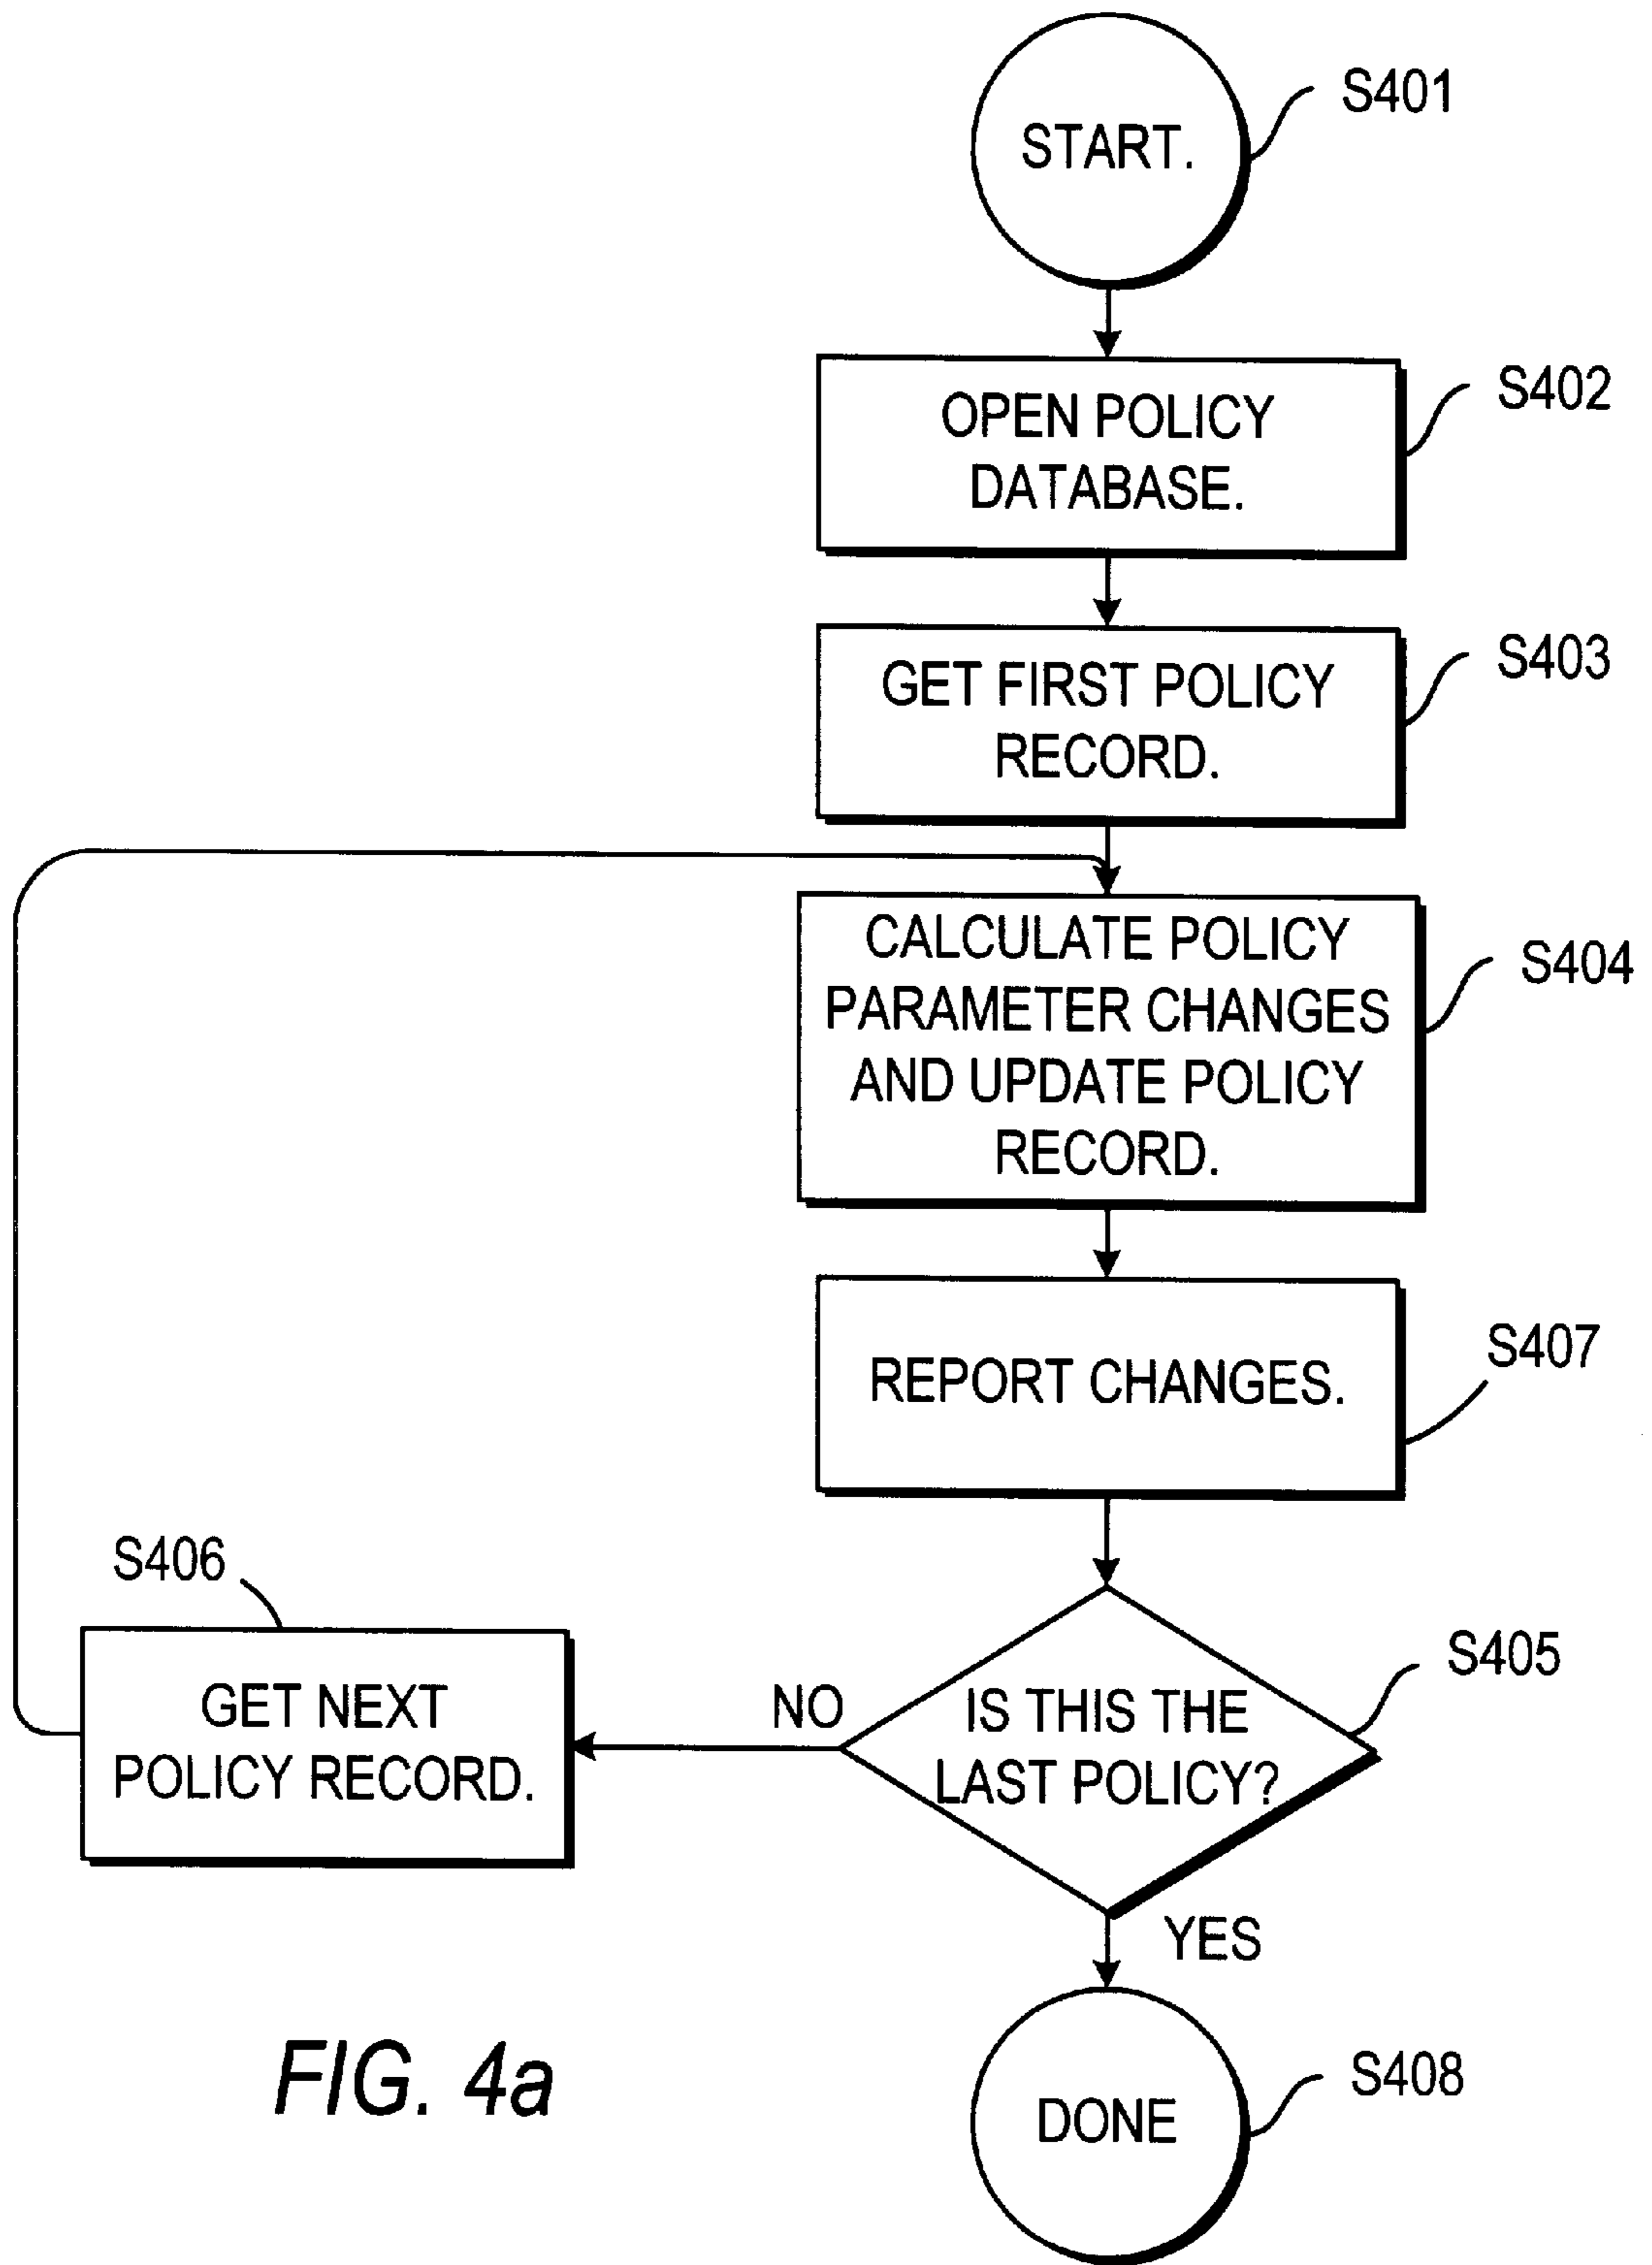 START.
S401
OPEN POLICY
DATABASE.
S402
GET FIRST POLICY
RECORD.
S403
CALCULATE POLICY
PARAMETER CHANGES
AND UPDATE POLICY
RECORD.
S404
REPORT CHANGES.
S407
IS THIS THE
LAST POLICY?
S405
NO
S406
GET NEXT
POLICY RECORD.
YES
DONE
S408
FIG. 4a